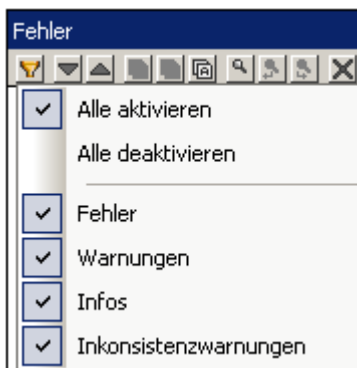 Fehler
Alle aktivieren
Alle deaktivieren
Fehler
Warnungen
Infos
Inkonsistenzwarnungen